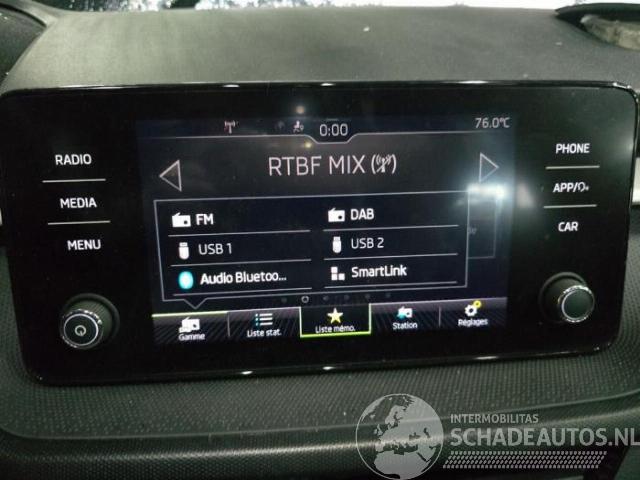 0:00
76.0°C
RADIO
MEDIA
MENU
RTBF MIX
PHONE
APP/
CAR
FM
DAB
USB 1
USB 2
Audio Bluetoo...
SmartLink
Gamme
Liste stat.
Liste mémo.
Station
Réglages
INTERMOBILITAS
SCHADEAUTOS.NL